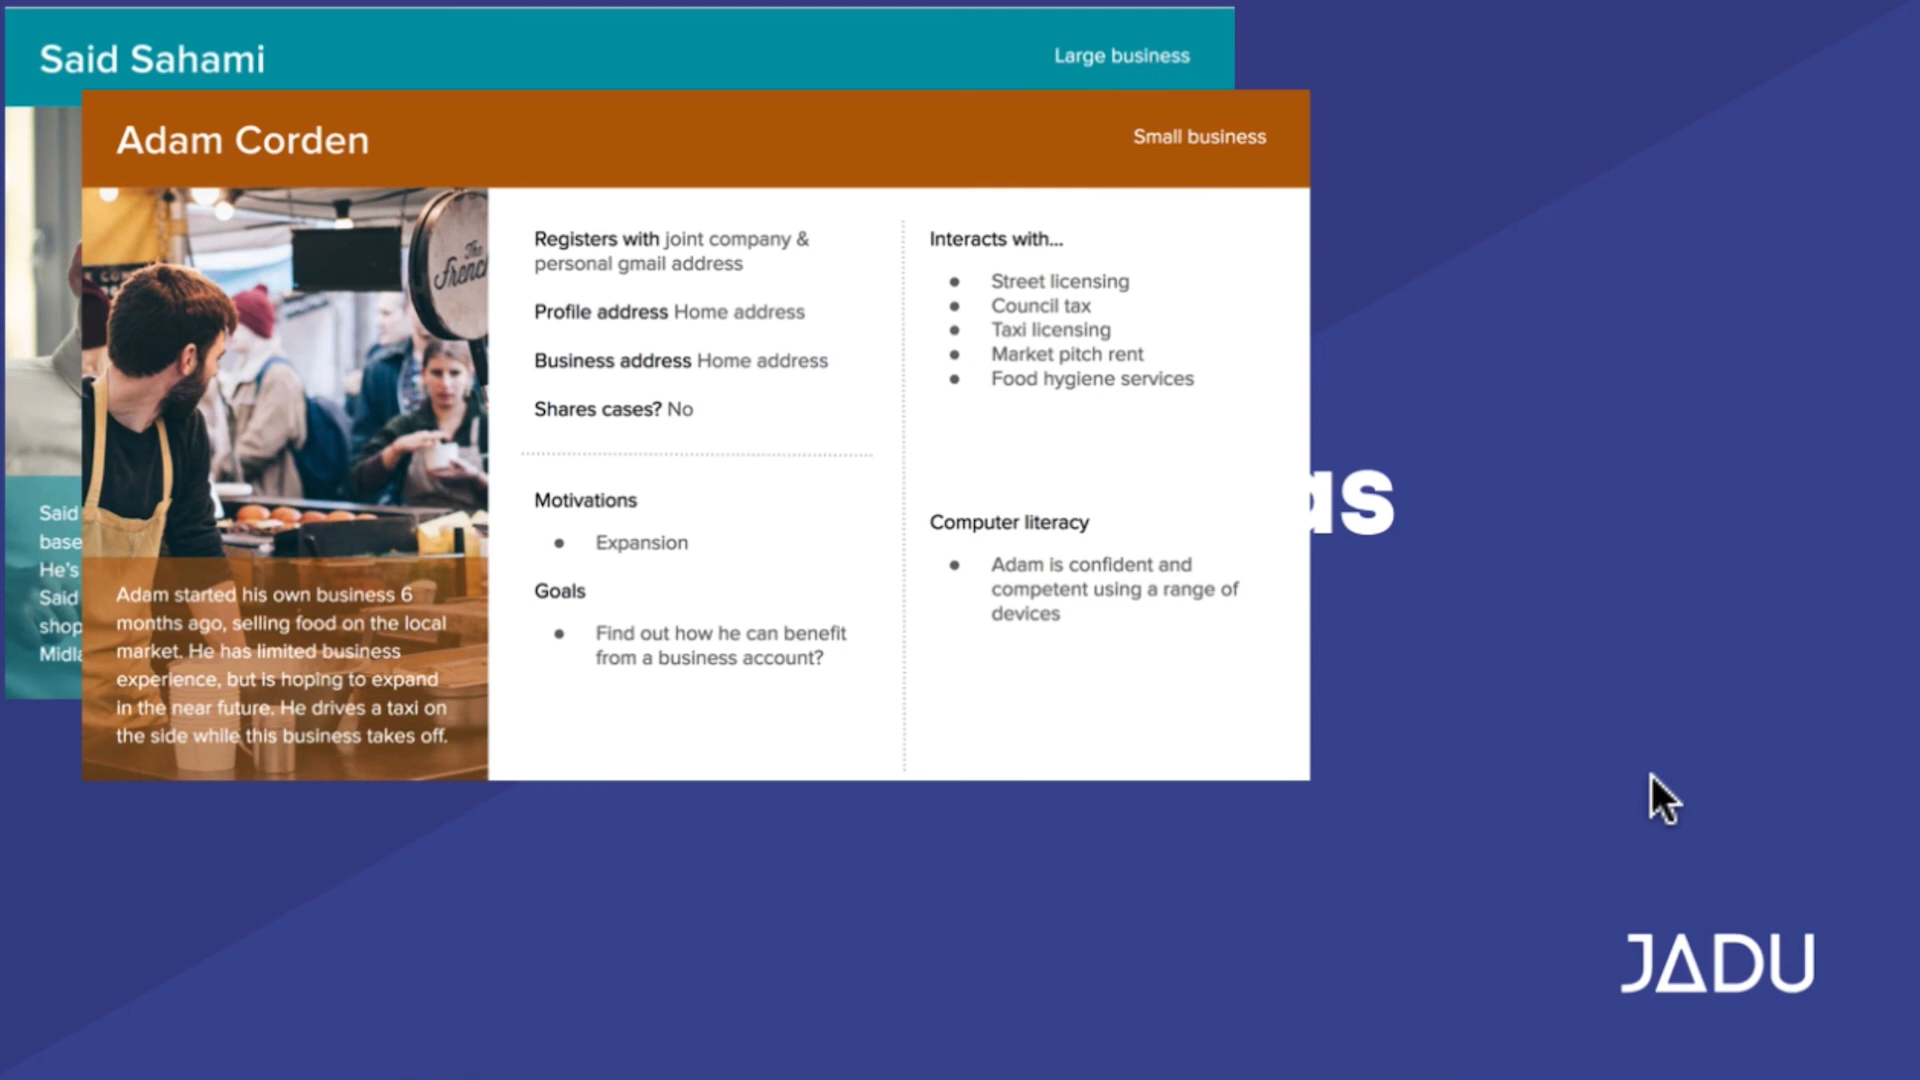 Said Sahami
Large business
Adam Corden
Small business
The
French
Said
base
He's
Said
shop
Midla
Adam started his own business 6
months ago, selling food on the local
market. He has limited business
experience, but is hoping to expand
in the near future. He drives a taxi on
the side while this business takes off.
Registers with joint company &
personal gmail address
Profile address Home address
Business address Home address
Shares cases? No
Motivations
● Expansion
Goals
● Find out how he can benefit
from a business account?
Interacts with...
● Street licensing
● Council tax
● Taxi licensing
● Market pitch rent
● Food hygiene services
Computer literacy
● Adam is confident and
competent using a range of
devices
as
JADU